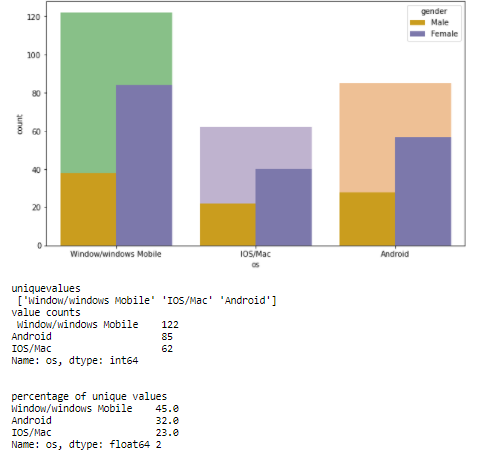 120
100
80
60
40
20
0
count
gender
Male
Female
Window/windows Mobile
IOS/Mac
Android
os
uniquevalues
['Window/windows Mobile' 'IOS/Mac' 'Android']
value counts
Window/windows Mobile 122
Android 85
IOS/Mac 62
Name: os, dtype: int64
percentage of unique values
Window/windows Mobile 45.0
Android 32.0
IOS/Mac 23.0
Name: os, dtype: float64 2